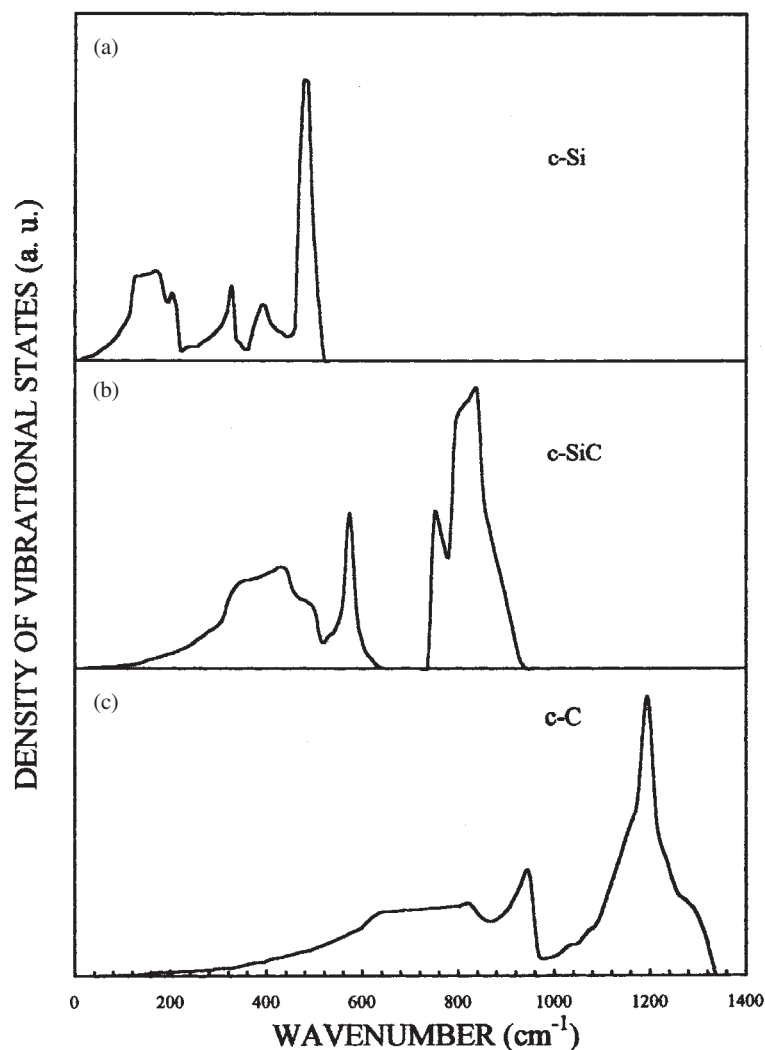 DENSITY OF VIBRATIONAL STATES (a. u.)
(a)
c-Si
(b)
c-SiC
(c)
c-C
0 200 400 600 800 1000 1200 1400
WAVENUMBER (cm⁻¹)